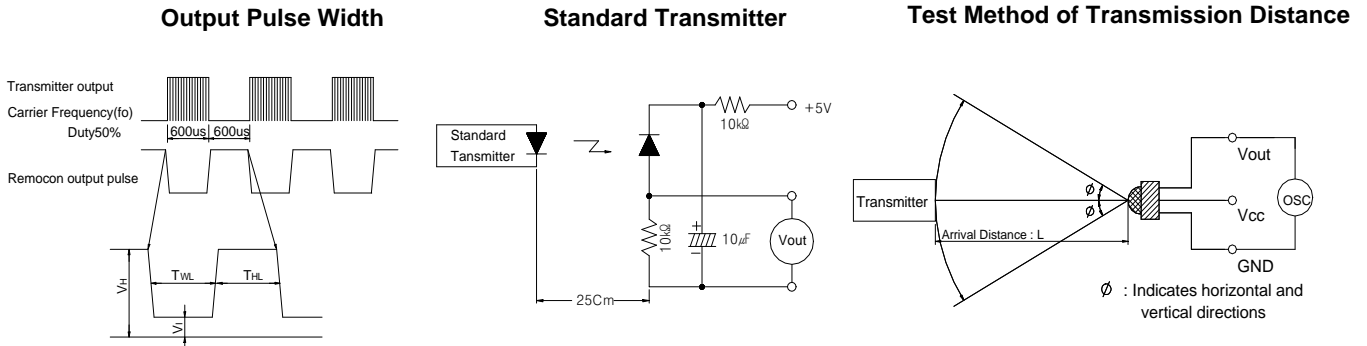 Output Pulse Width
Transmitter output
Carrier Frequency(fo)
Duty50%
600us 600us
Remocon output pulse
VH
TWL
THL
VI
Standard Transmitter
Standard
Tansmitter
10kΩ
+5V
10kΩ
10μF
Vout
25Cm
Test Method of Transmission Distance
Transmitter
ϕ
ϕ
Arrival Distance : L
Vout
Vcc
GND
OSC
ϕ : Indicates horizontal and
vertical directions